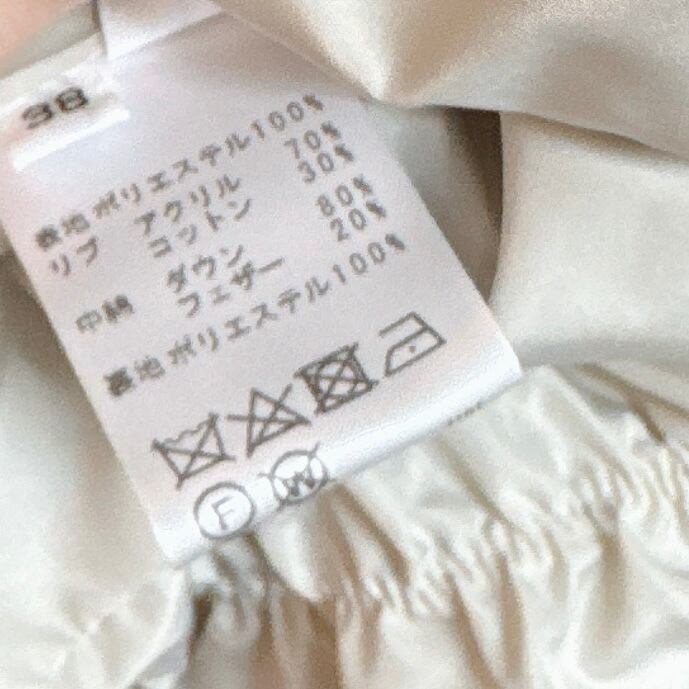 38
表地 ポリエステル100%
リブ アクリル 70%
コットン 30%
中綿 ダウン 80%
フェザー 20%
裏地 ポリエステル100%
F W